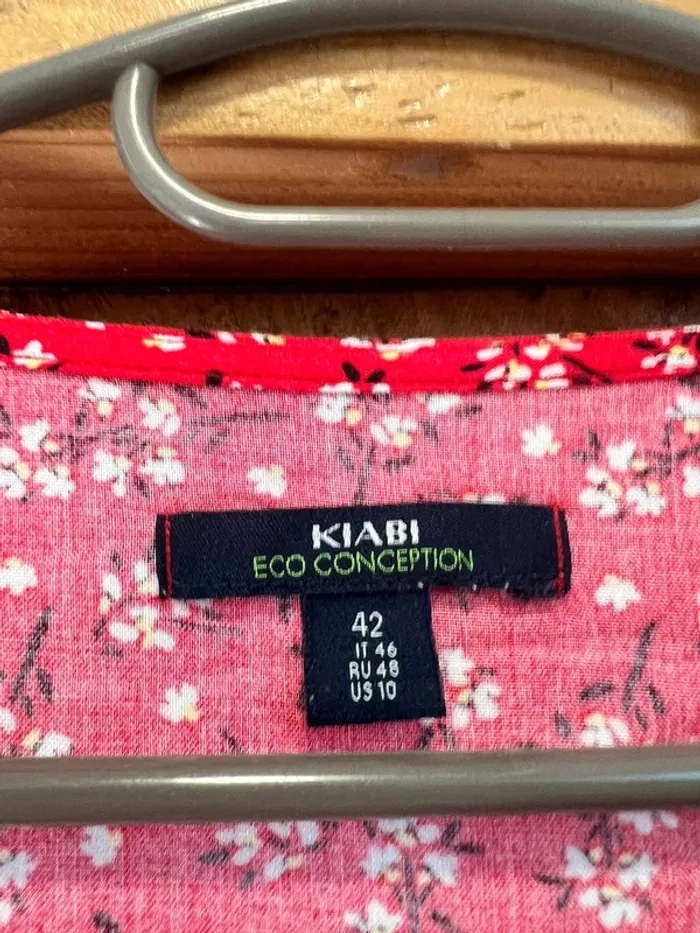 KIABI
ECO CONCEPTION
42
IT 46
RU 48
US 10